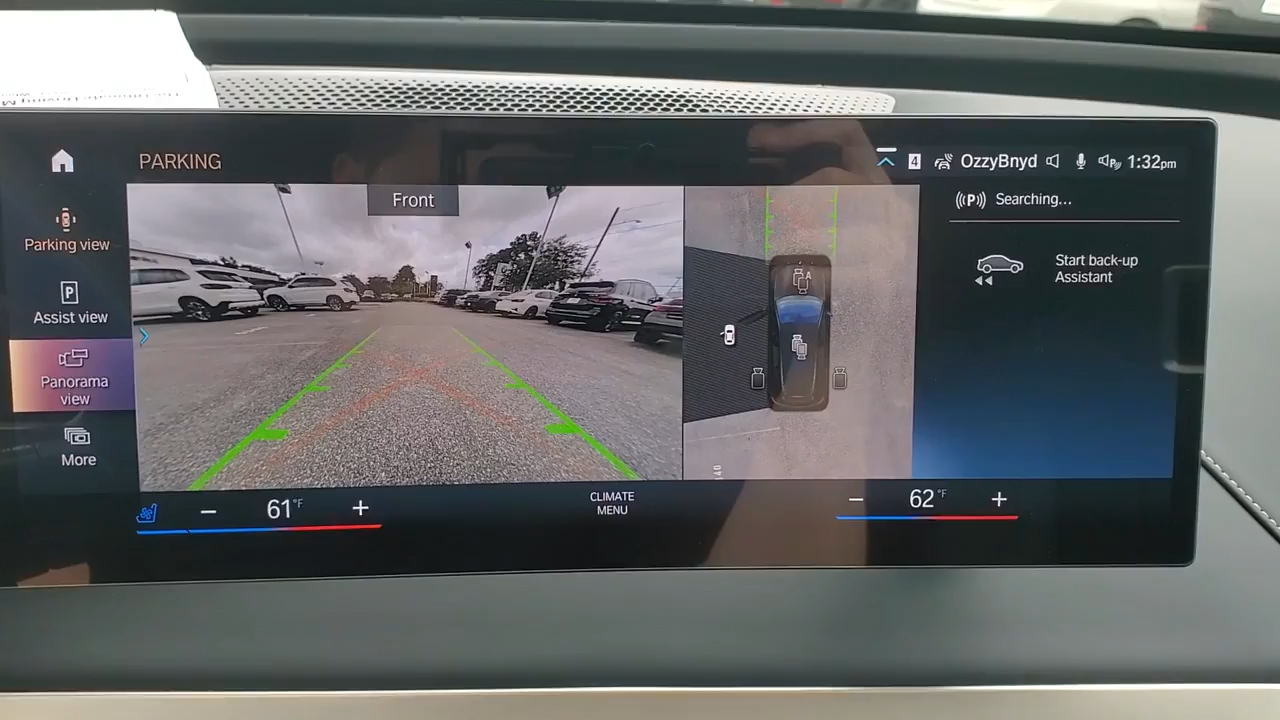 PARKING
4
OzzyBnyd
1:32pm
Parking view
Assist view
Panorama
view
More
Front
A
((P)) Searching...
Start back-up
Assistant
61°F
CLIMATE
MENU
62°F